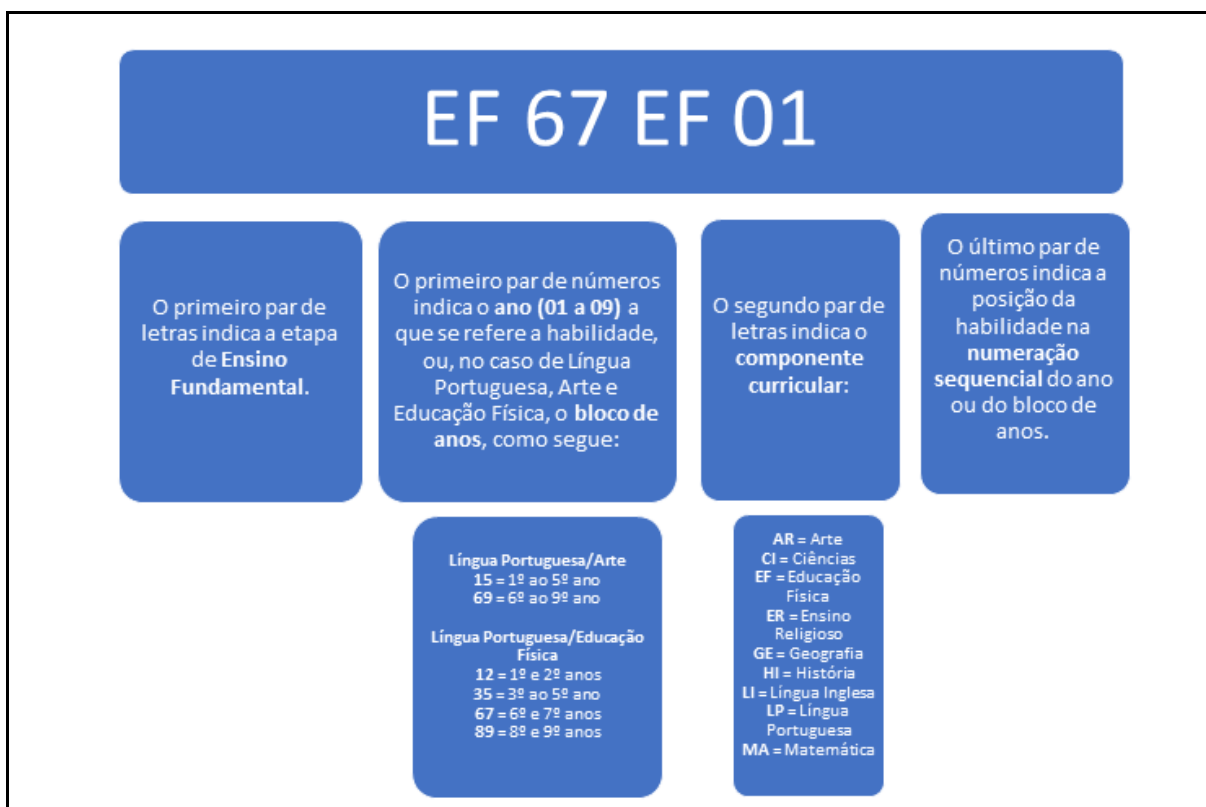 EF 67 EF 01
O primeiro par de
letras indica a etapa
de Ensino
Fundamental.
O primeiro par de números
indica o ano (01 a 09) a
que se refere a habilidade,
ou, no caso de Língua
Portuguesa, Arte e
Educação Física, o bloco de
anos, como segue:
O segundo par de
letras indica o
componente
curricular:
O último par de
números indica a
posição da
habilidade na
numeração
sequencial do ano
ou do bloco de
anos.
Língua Portuguesa/Arte
15 = 1º ao 5º ano
69 = 6º ao 9º ano
Língua Portuguesa/Educação
Física
12 = 1º e 2º anos
35 = 3º ao 5º ano
67 = 6º e 7º anos
89 = 8º e 9º anos
AR = Arte
CI = Ciências
EF = Educação
Física
ER = Ensino
Religioso
GE = Geografia
HI = História
LI = Língua Inglesa
LP = Língua
Portuguesa
MA = Matemática